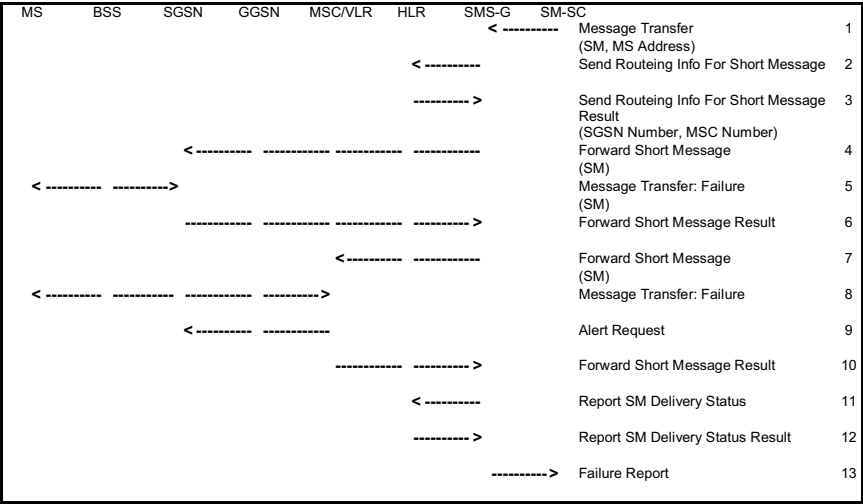 MS BSS SGSN GGSN MSC/VLR HLR SMS-G SM-SC
Message Transfer 1
(SM, MS Address)
Send Routeing Info For Short Message 2
Send Routeing Info For Short Message 3
Result
(SGSN Number, MSC Number)
Forward Short Message 4
(SM)
Message Transfer: Failure 5
(SM)
Forward Short Message Result 6
Forward Short Message 7
(SM)
Message Transfer: Failure 8
Alert Request 9
Forward Short Message Result 10
Report SM Delivery Status 11
Report SM Delivery Status Result 12
Failure Report 13